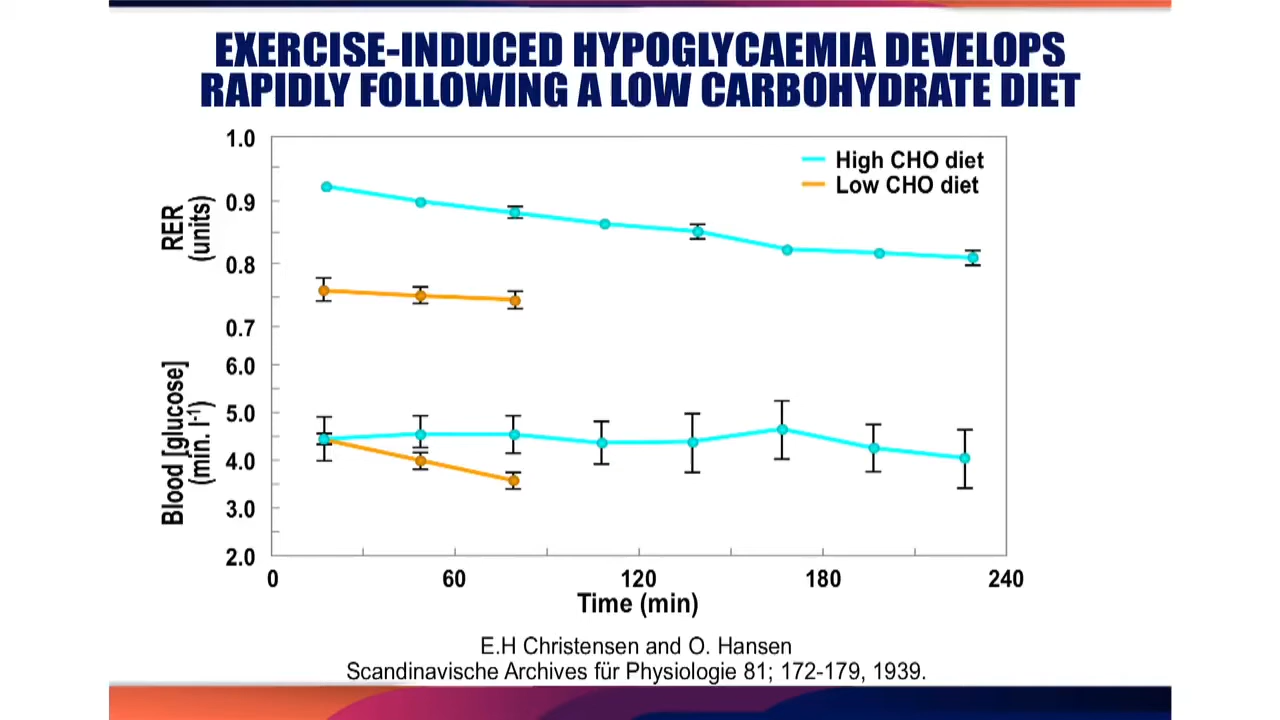 EXERCISE-INDUCED HYPOGLYCAEMIA DEVELOPS
RAPIDLY FOLLOWING A LOW CARBOHYDRATE DIET
High CHO diet
Low CHO diet
RER
(units)
1.0
0.9
0.8
0.7
Blood [glucose]
(min. l⁻¹)
6.0
5.0
4.0
3.0
2.0
0
60
120
180
240
Time (min)
E.H Christensen and O. Hansen
Scandinavische Archives für Physiologie 81; 172-179, 1939.